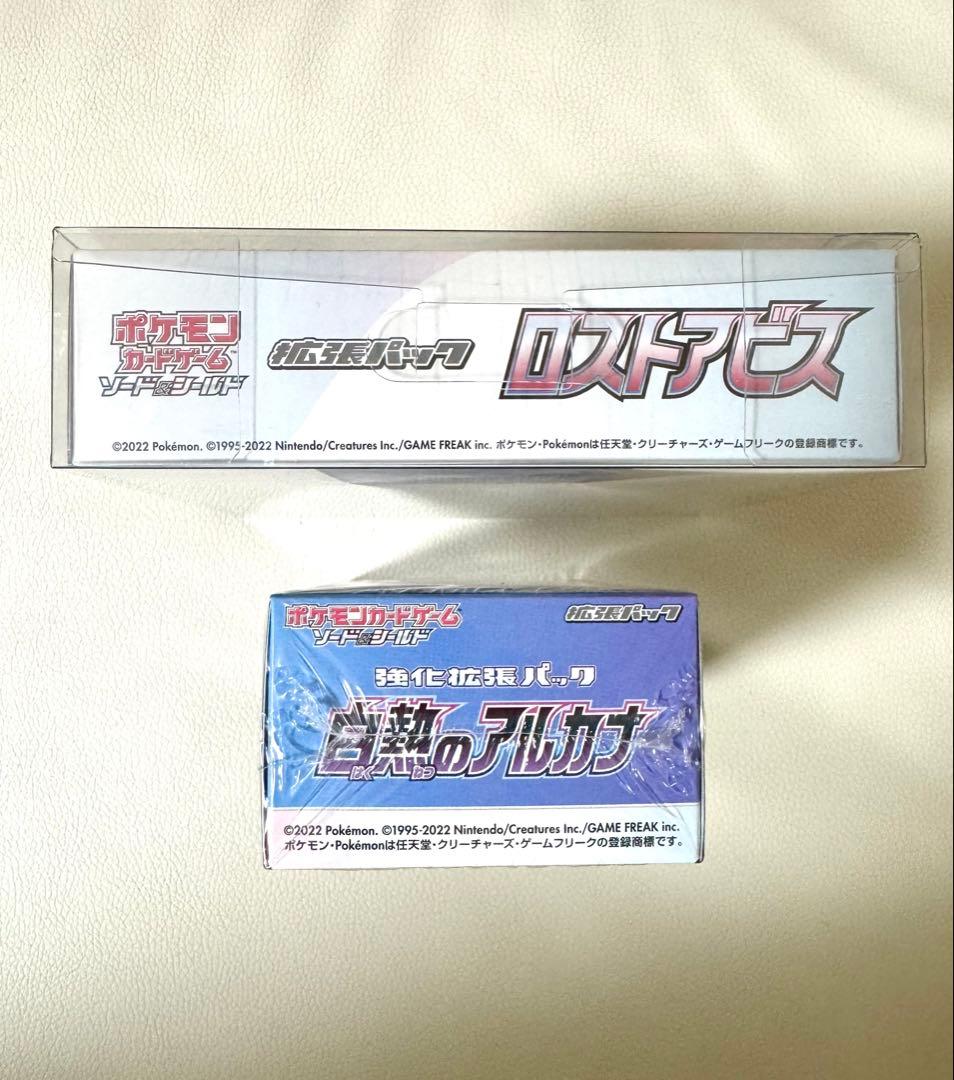 ポケモン
カードゲーム™
ソード&シールド
拡張パック
ロストアビス
©2022 Pokémon. ©1995-2022 Nintendo/Creatures Inc./GAME FREAK inc. ポケモン・Pokémonは任天堂・クリーチャーズ・ゲームフリークの登録商標です。
ポケモンカードゲーム
ソード&シールド
拡張パック
強化拡張パック
白熱のアルカナ
はく ねつ
©2022 Pokémon. ©1995-2022 Nintendo/Creatures Inc./GAME FREAK inc.
ポケモン・Pokémonは任天堂・クリーチャーズ・ゲームフリークの登録商標です。